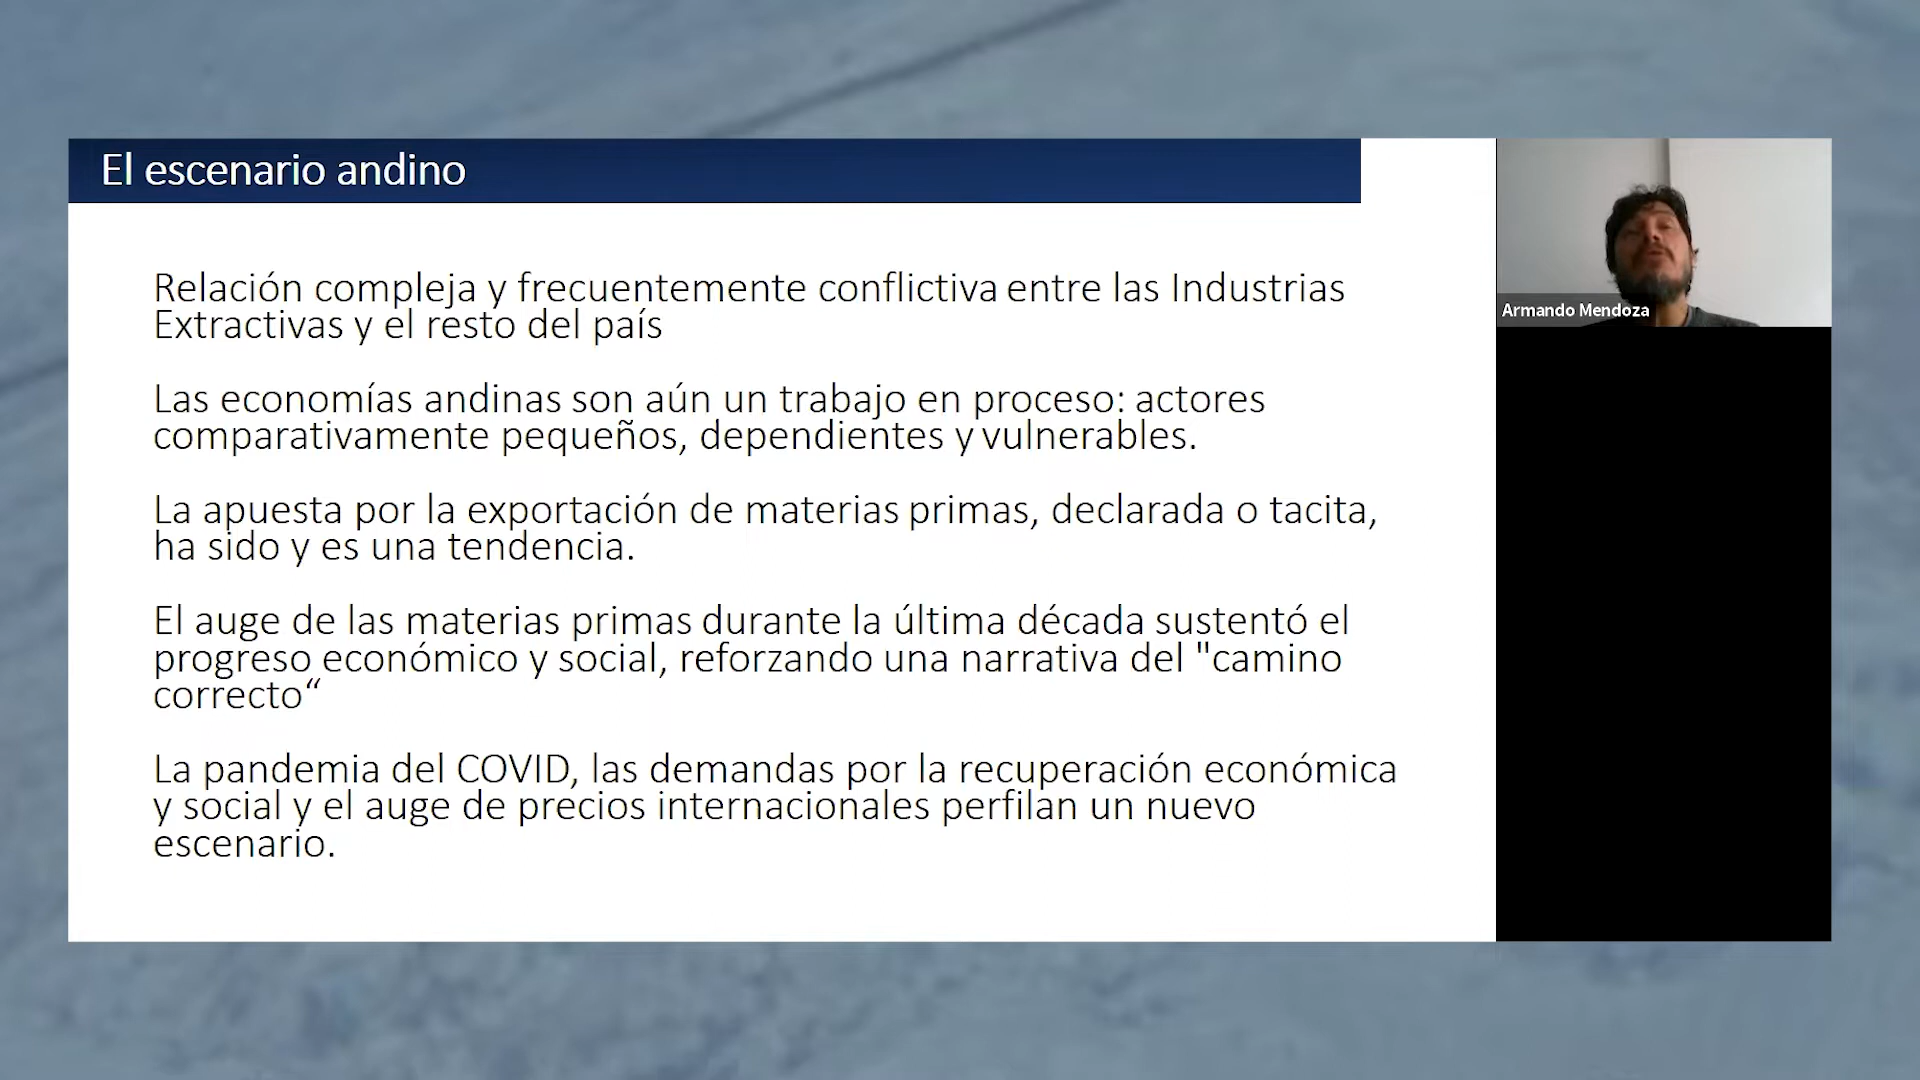 El escenario andino
Relación compleja y frecuentemente conflictiva entre las Industrias
Extractivas y el resto del país
Las economías andinas son aún un trabajo en proceso: actores
comparativamente pequeños, dependientes y vulnerables.
La apuesta por la exportación de materias primas, declarada o tacita,
ha sido y es una tendencia.
El auge de las materias primas durante la última década sustentó el
progreso económico y social, reforzando una narrativa del "camino
correcto“
La pandemia del COVID, las demandas por la recuperación económica
y social y el auge de precios internacionales perfilan un nuevo
escenario.
Armando Mendoza